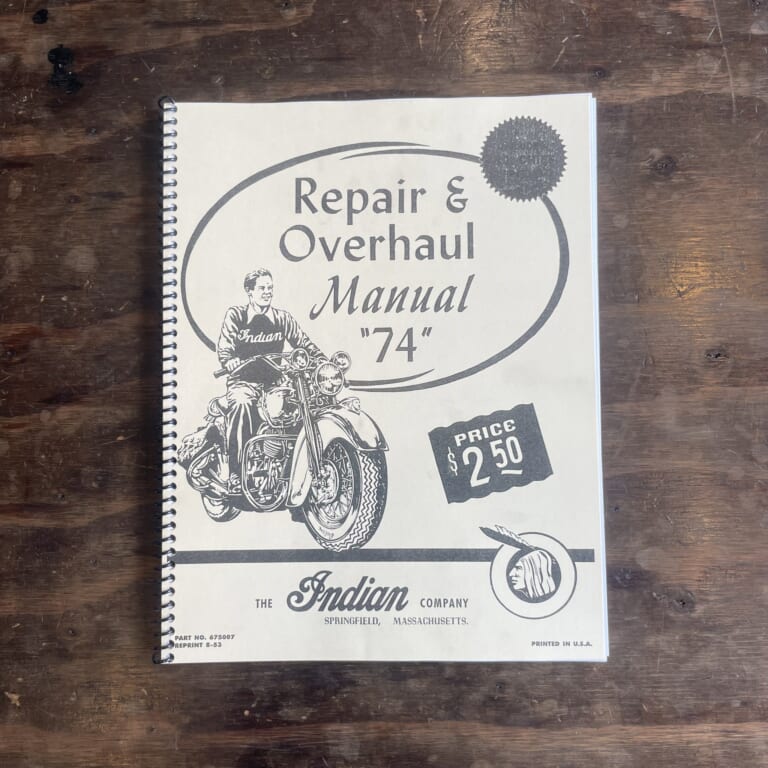 Repair &
Overhaul
Manual
"74"
Indian
PRICE
$2 50
THE Indian COMPANY
SPRINGFIELD, MASSACHUSETTS.
PART NO. 675007
REPRINT 8-53
PRINTED IN U.S.A.